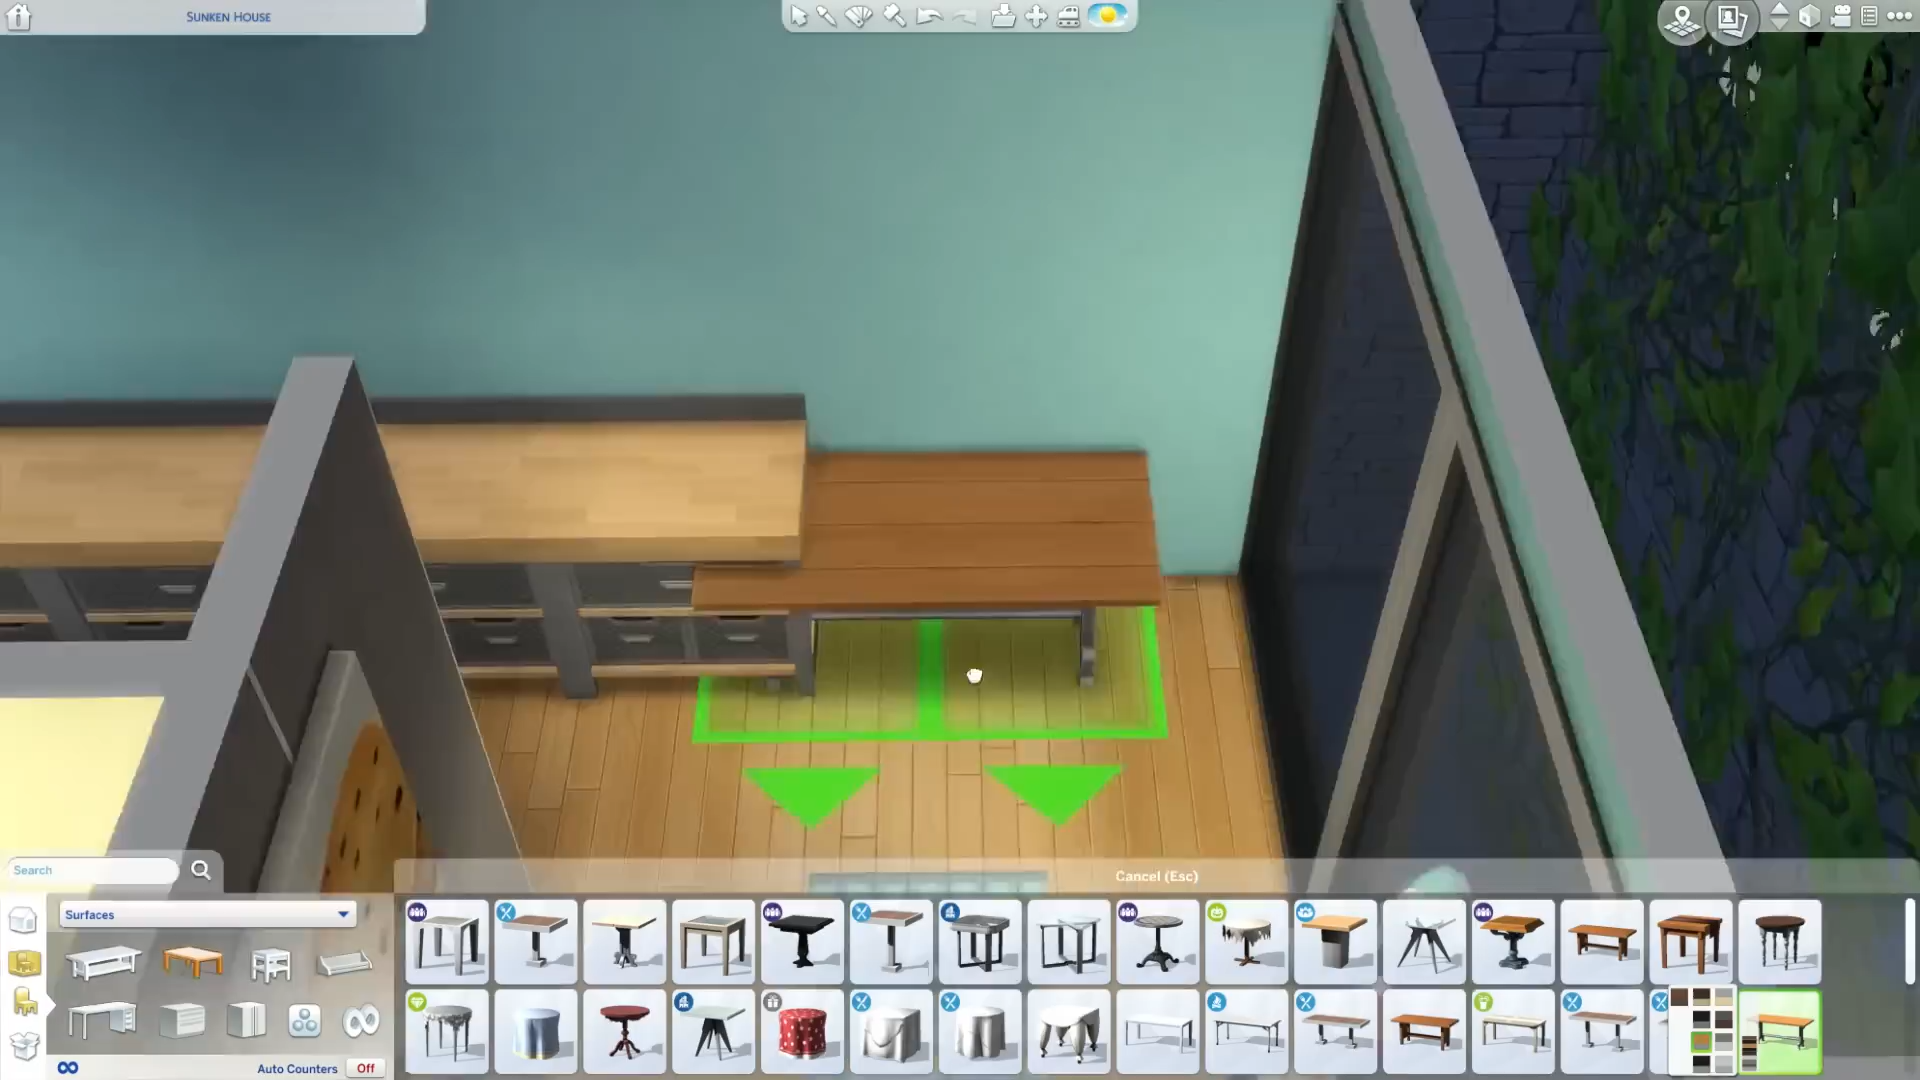 SUNKEN HOUSE
Search
Cancel (Esc)
Surfaces
Auto Counters
Off